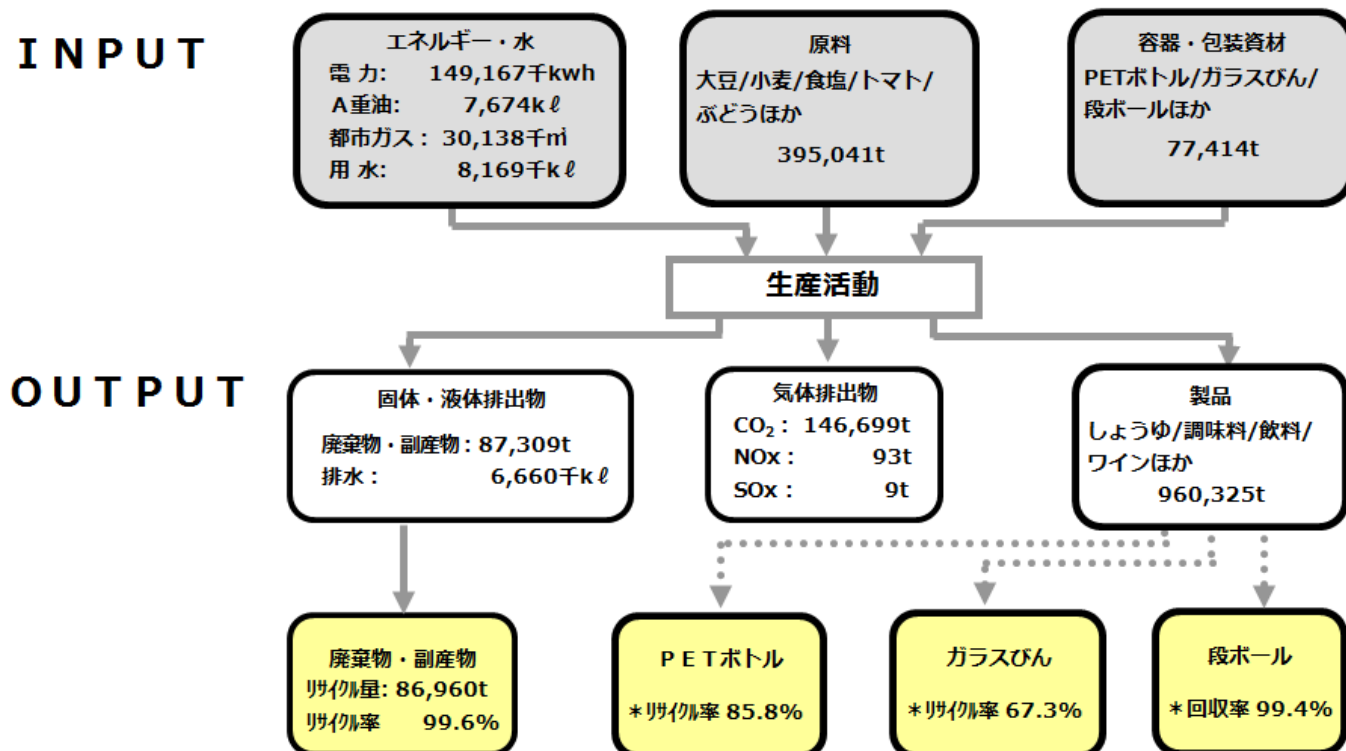 INPUT
エネルギー・水
電 力: 149,167千kwh
A重油: 7,674kℓ
都市ガス: 30,138千㎥
用 水: 8,169千kℓ
原料
大豆/小麦/食塩/トマト/
ぶどうほか
395,041t
容器・包装資材
PETボトル/ガラスびん/
段ボールほか
77,414t
生産活動
OUTPUT
固体・液体排出物
廃棄物・副産物:87,309t
排水: 6,660千kℓ
気体排出物
CO₂: 146,699t
NOx: 93t
SOx: 9t
製品
しょうゆ/調味料/飲料/
ワインほか
960,325t
廃棄物・副産物
リサイクル量: 86,960t
リサイクル率 99.6%
PETボトル
*リサイクル率 85.8%
ガラスびん
*リサイクル率 67.3%
段ボール
*回収率 99.4%